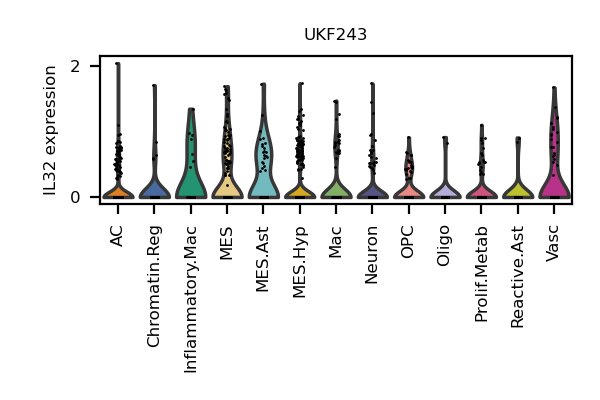 UKF243
IL32 expression
2
0
AC
Chromatin.Reg
Inflammatory.Mac
MES
MES.Ast
MES.Hyp
Mac
Neuron
OPC
Oligo
Prolif.Metab
Reactive.Ast
Vasc